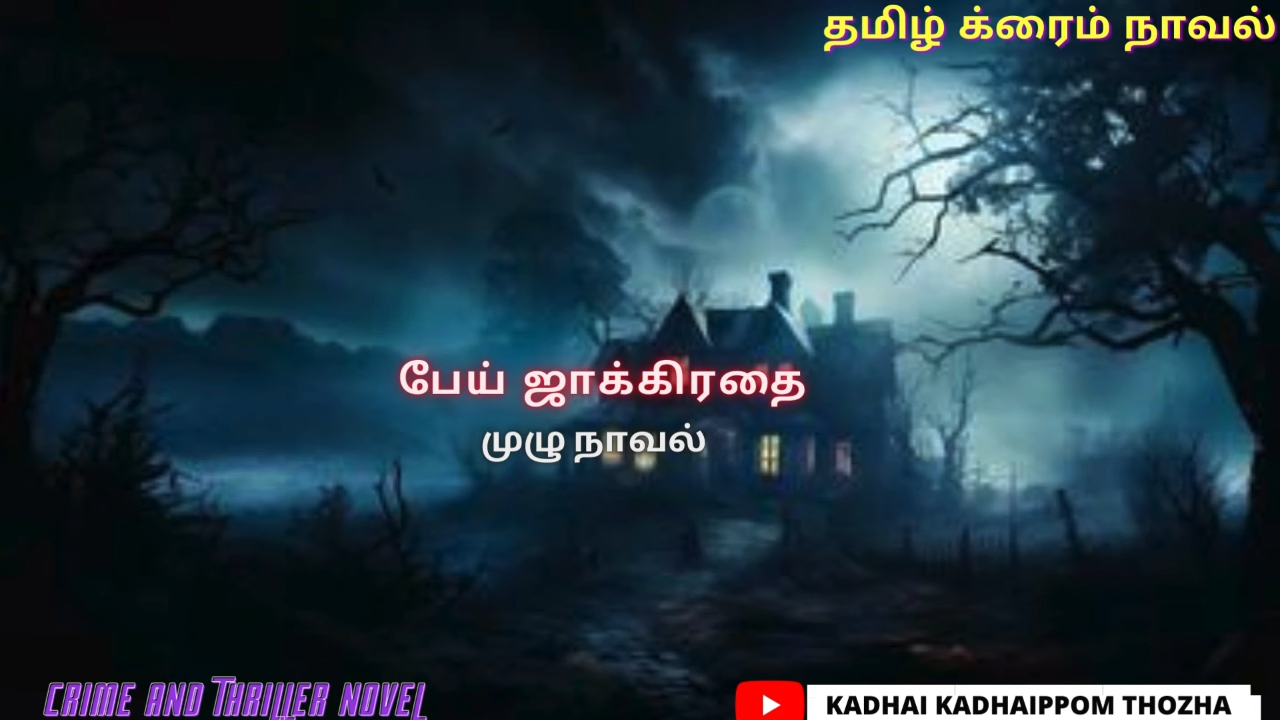 தமிழ் க்ரைம் நாவல்
பேய் ஜாக்கிரதை
முழு நாவல்
CRIME AND THRILLER NOVEL
KADHAI KADHAIPPOM THOZHA